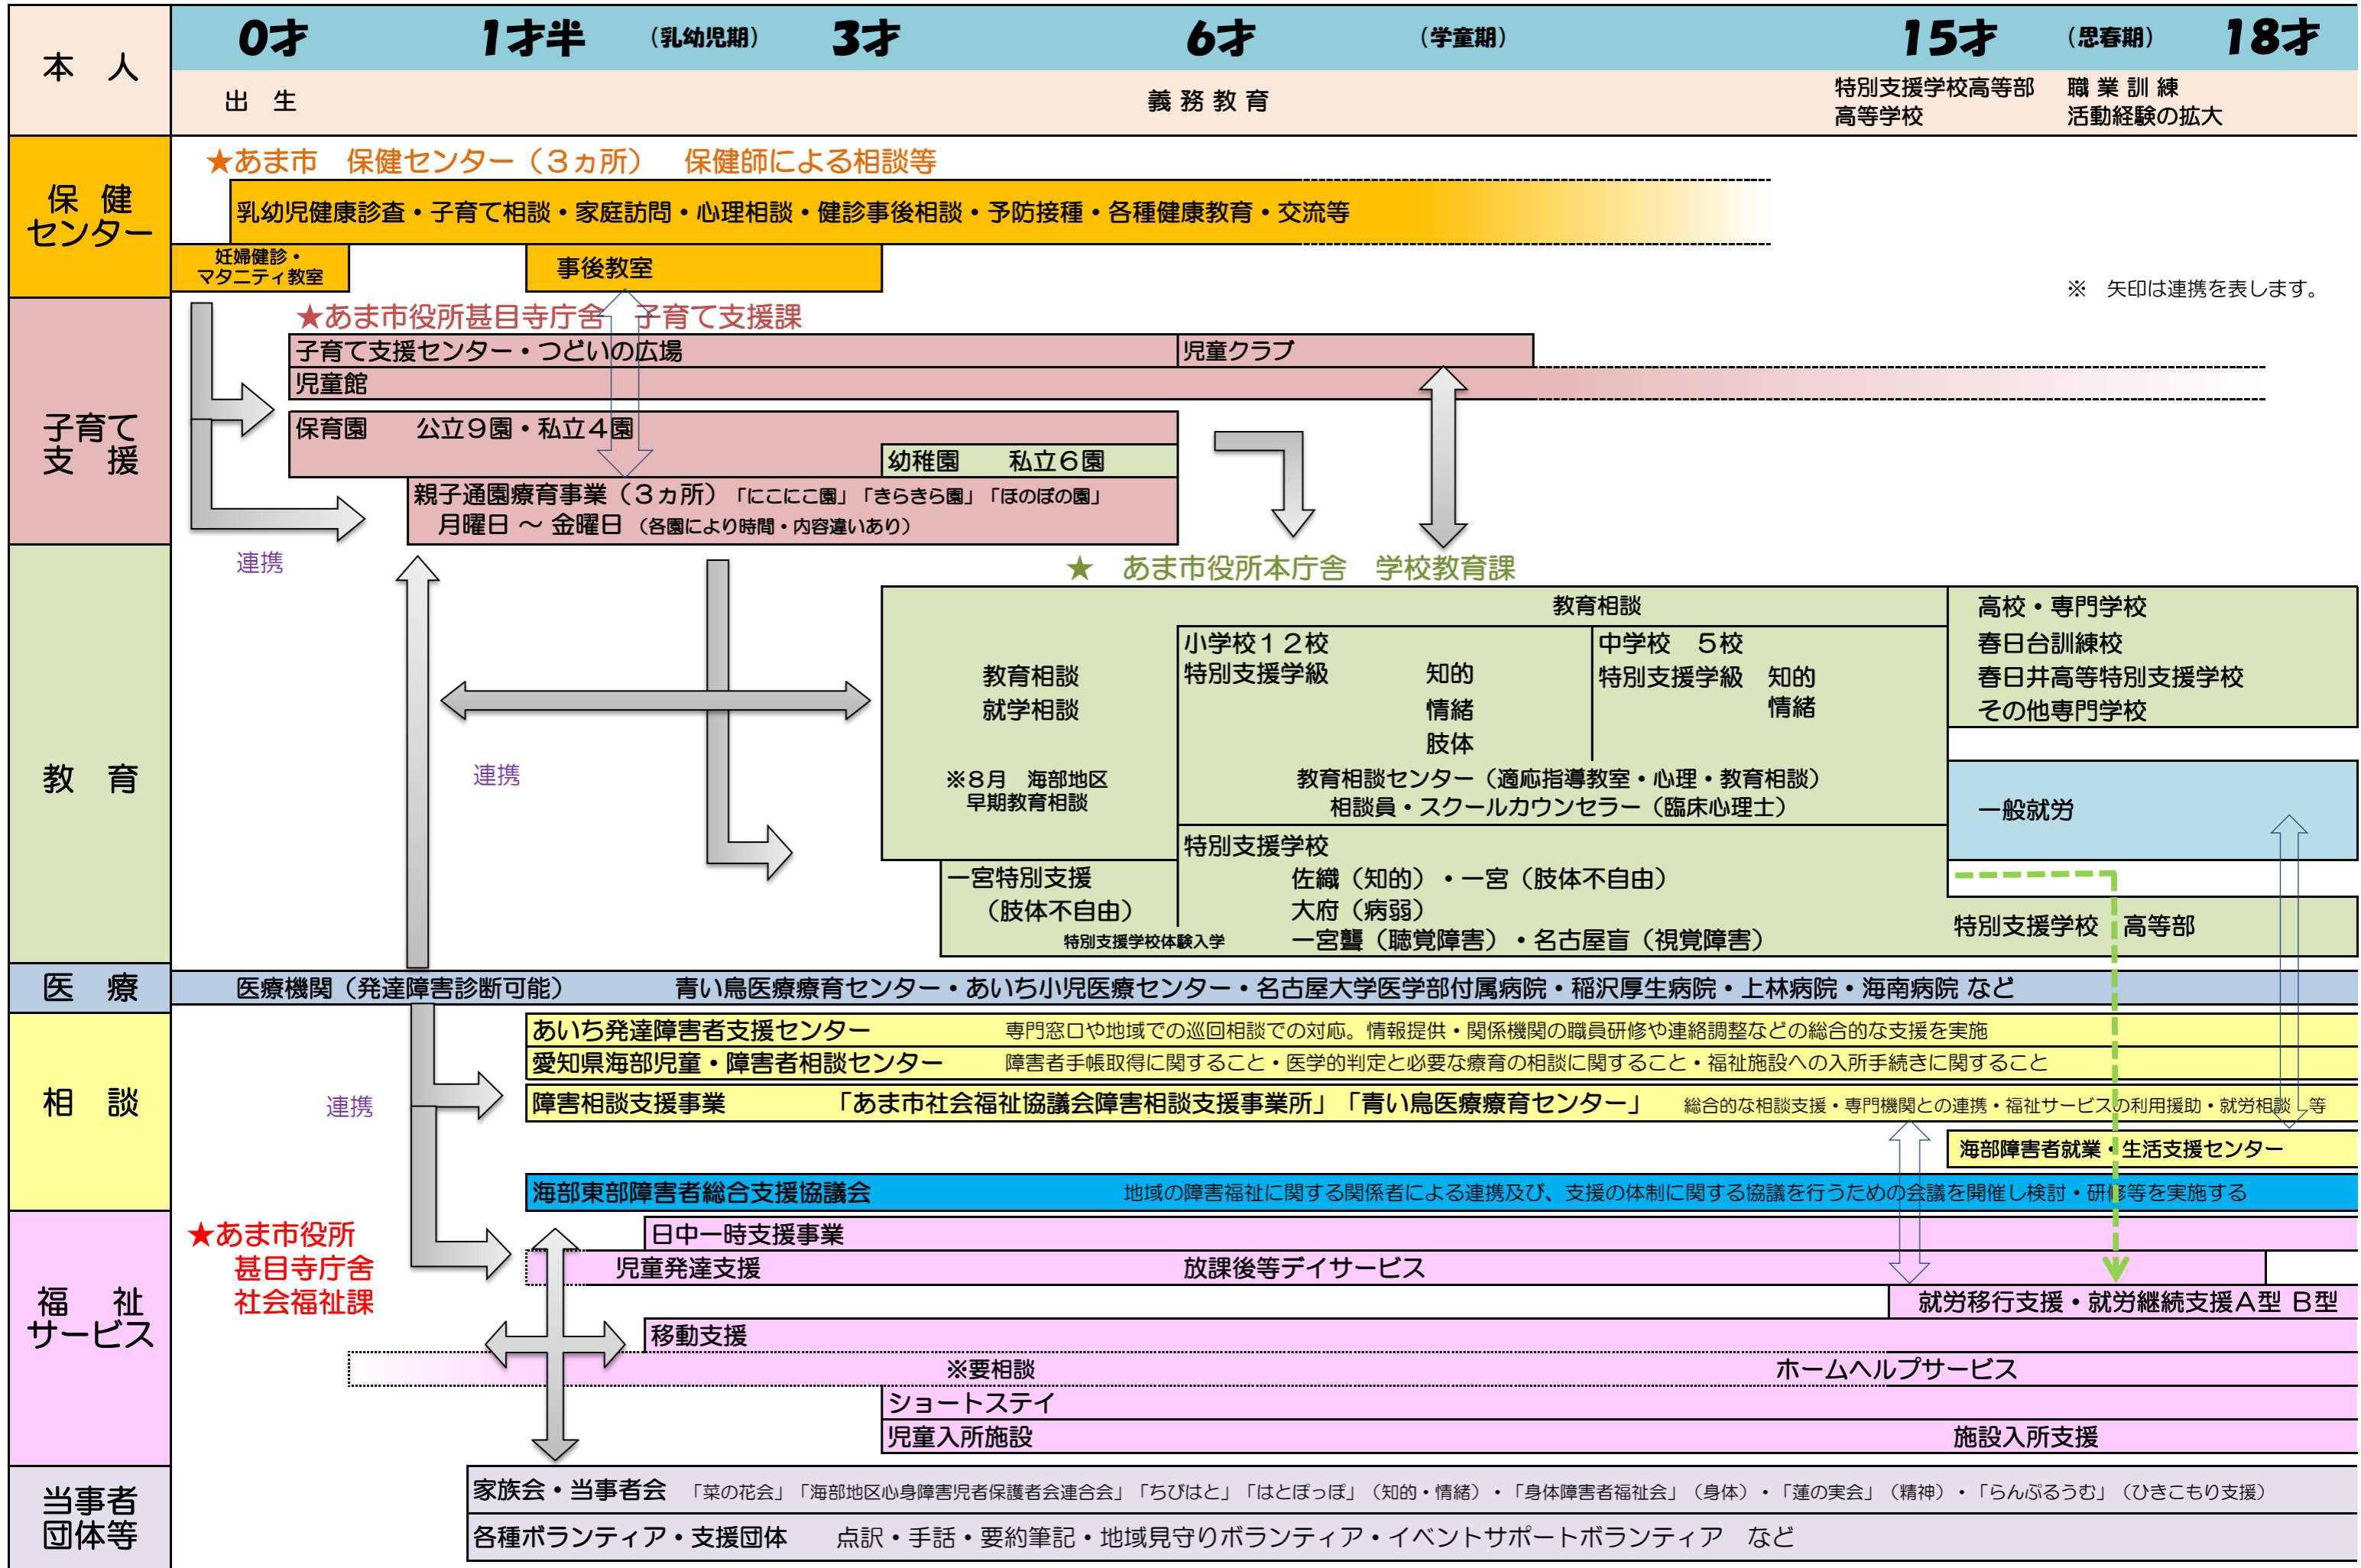 本　人
0才　1才半　（乳幼児期）　3才　6才　（学童期）　15才　（思春期）　18才
出　生　義 務 教 育　特別支援学校高等部　職 業 訓 練
高等学校　活動経験の拡大
保　健
センター
★あま市　保健センター（３ヵ所）　保健師による相談等
乳幼児健康診査・子育て相談・家庭訪問・心理相談・健診事後相談・予防接種・各種健康教育・交流等
妊婦健診・
マタニティ教室
事後教室
※　矢印は連携を表します。
子育て
支　援
★あま市役所甚目寺庁舎　子育て支援課
子育て支援センター・つどいの広場　児童クラブ
児童館
保育園　公立９園・私立４園
幼稚園　私立６園
親子通園療育事業（３ヵ所）「にこにこ園」「きらきら園」「ほのぼの園」
月曜日 ～ 金曜日 （各園により時間・内容違いあり）
連携
教　育
★　あま市役所本庁舎　学校教育課
連携
教育相談
就学相談
※８月　海部地区
早期教育相談
教育相談
小学校１２校
特別支援学級　知的
情緒
肢体
中学校　５校
特別支援学級　知的
情緒
教育相談センター（適応指導教室・心理・教育相談）
相談員・スクールカウンセラー（臨床心理士）
高校・専門学校
春日台訓練校
春日井高等特別支援学校
その他専門学校
一般就労
一宮特別支援
（肢体不自由）
特別支援学校体験入学
特別支援学校
佐織（知的）・一宮（肢体不自由）
大府（病弱）
一宮聾（聴覚障害）・名古屋盲（視覚障害）
特別支援学校　高等部
医　療
医療機関（発達障害診断可能）　青い鳥医療療育センター・あいち小児医療センター・名古屋大学医学部付属病院・稲沢厚生病院・上林病院・海南病院 など
相　談
連携
あいち発達障害者支援センター　専門窓口や地域での巡回相談での対応。情報提供・関係機関の職員研修や連絡調整などの総合的な支援を実施
愛知県海部児童・障害者相談センター　障害者手帳取得に関すること・医学的判定と必要な療育の相談に関すること・福祉施設への入所手続きに関すること
障害相談支援事業　「あま市社会福祉協議会障害相談支援事業所」「青い鳥医療療育センター」　総合的な相談支援・専門機関との連携・福祉サービスの利用援助・就労相談　等
海部障害者就業・生活支援センター
海部東部障害者総合支援協議会　地域の障害福祉に関する関係者による連携及び、支援の体制に関する協議を行うための会議を開催し検討・研修等を実施する
福　祉
サービス
★あま市役所
甚目寺庁舎
社会福祉課
日中一時支援事業
児童発達支援　放課後等デイサービス
就労移行支援・就労継続支援Ａ型 Ｂ型
移動支援
※要相談　ホームヘルプサービス
ショートステイ
児童入所施設　施設入所支援
当事者
団体等
家族会・当事者会　「菜の花会」「海部地区心身障害児者保護者会連合会」「ちびはと」「はとぽっぽ」（知的・情緒）・「身体障害者福祉会」（身体）・「蓮の実会」（精神）・「らんぷるうむ」（ひきこもり支援）
各種ボランティア・支援団体　点訳・手話・要約筆記・地域見守りボランティア・イベントサポートボランティア　など